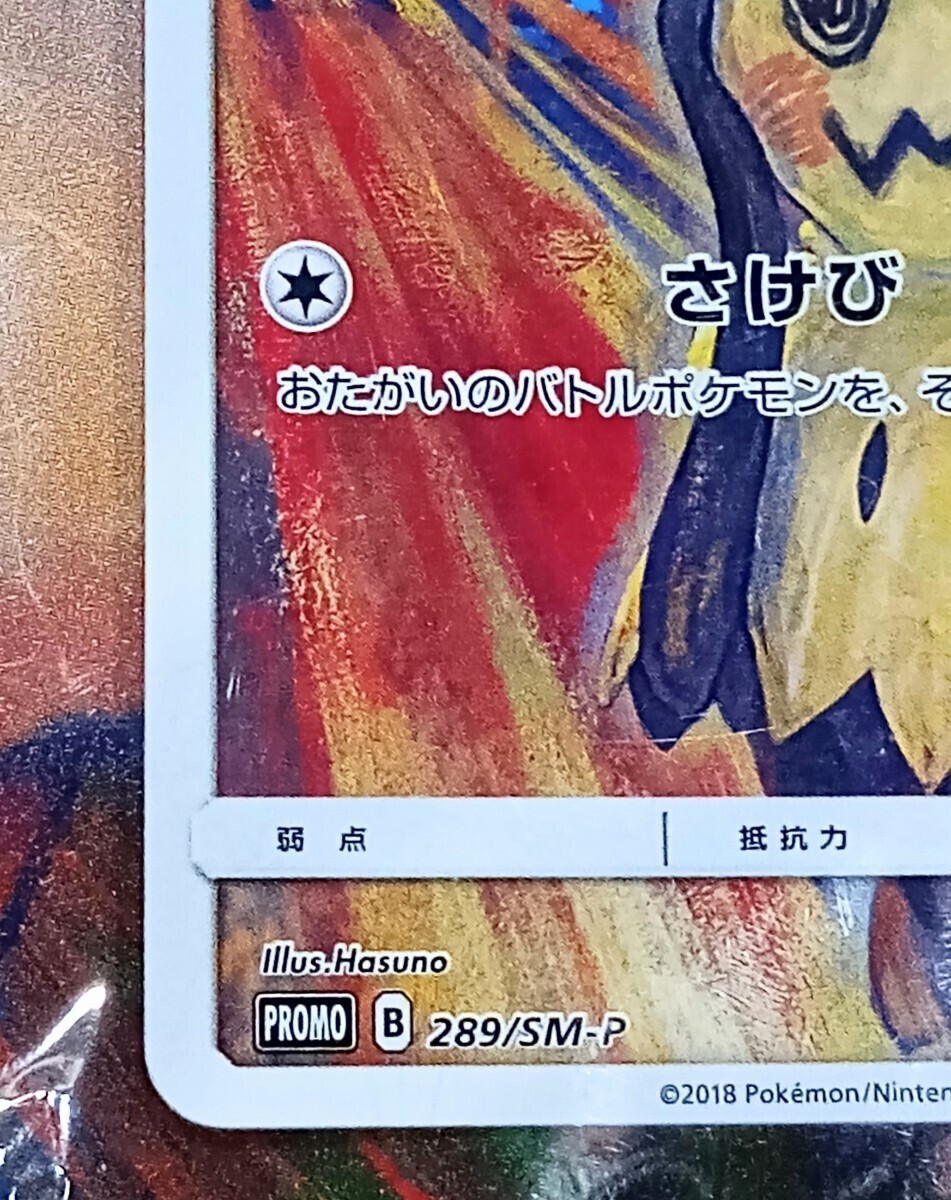 さけび
おたがいのバトルポケモンを、そ
弱点
抵抗力
Illus.Hasuno
PROMO B 289/SM-P
©2018 Pokémon/Ninten